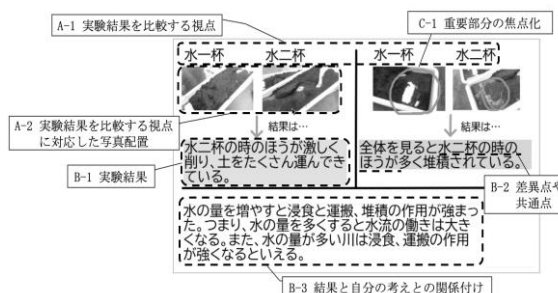 A-1 実験結果を比較する視点
C-1 重要部分の焦点化
水一杯 水二杯
水一杯 水二杯
A-2 実験結果を比較する視点
に対応した写真配置
結果は…
結果は…
水二杯の時のほうが激しく
削り、土をたくさん運んでき
ている。
全体を見ると水二杯の時の
ほうが多く堆積されている。
B-1 実験結果
B-2 差異点や
共通点
水の量を増やすと浸食と運搬、堆積の作用が強まっ
た。つまり、水の量を多くすると水流の働きは大き
くなる。また、水の量が多い川は浸食、運搬の作用
が強くなるといえる。
B-3 結果と自分の考えとの関係付け